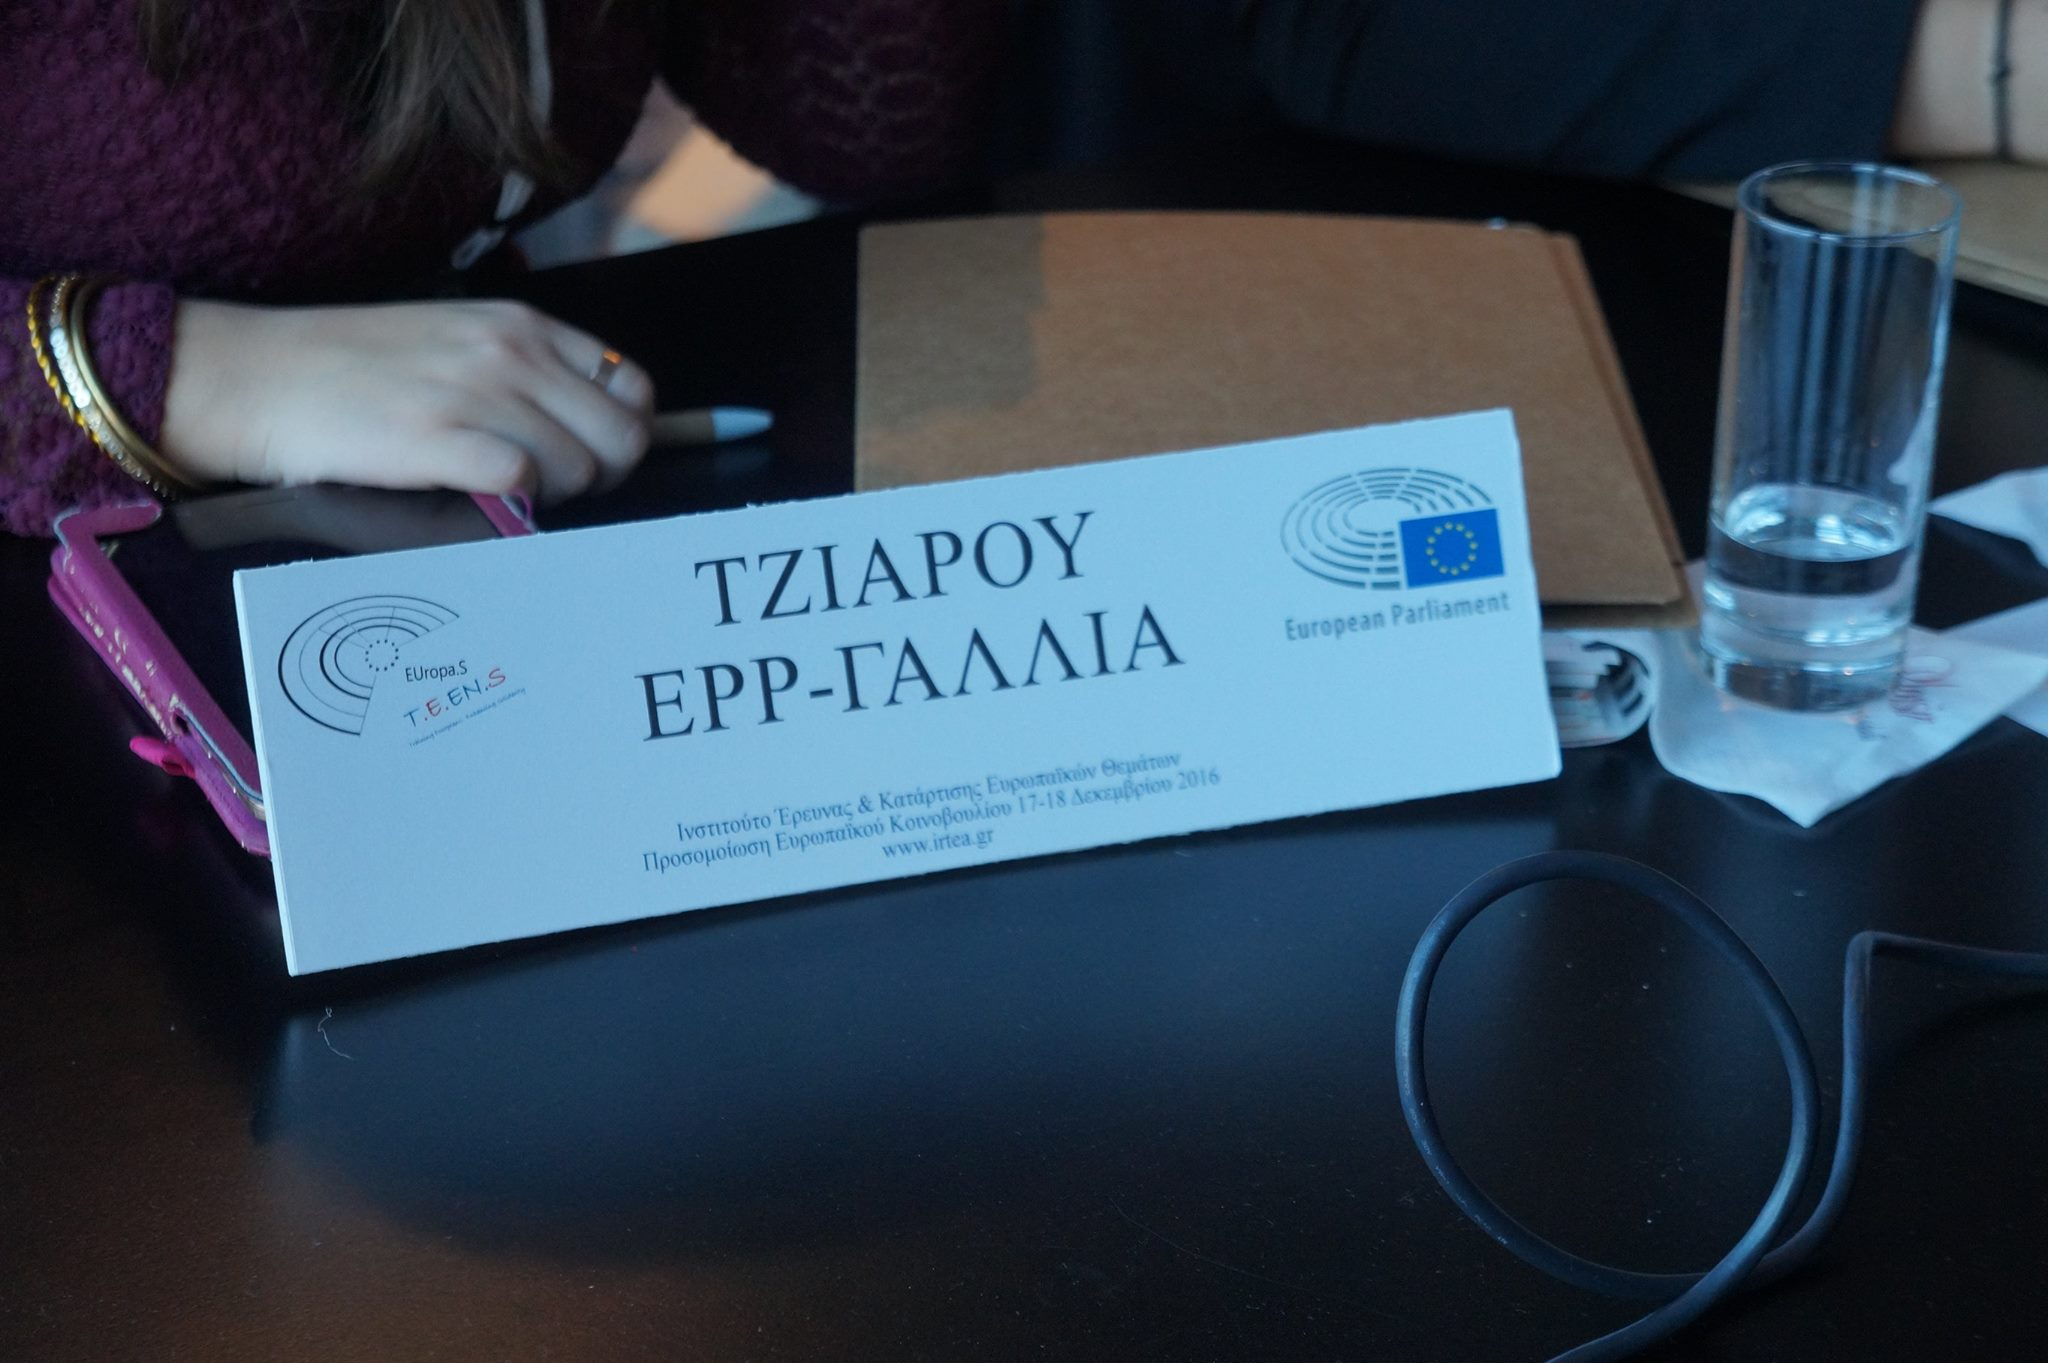 ΤΖΙΑΡΟΥ
EPP-ΓΑΛΛΙΑ
EUropa.S
T.E.EN.S
European Parliament
Ινστιτούτο Έρευνας & Κατάρτισης Ευρωπαϊκών Θεμάτων
Προσομοίωση Ευρωπαϊκού Κοινοβουλίου 17-18 Δεκεμβρίου 2016
www.irtea.gr